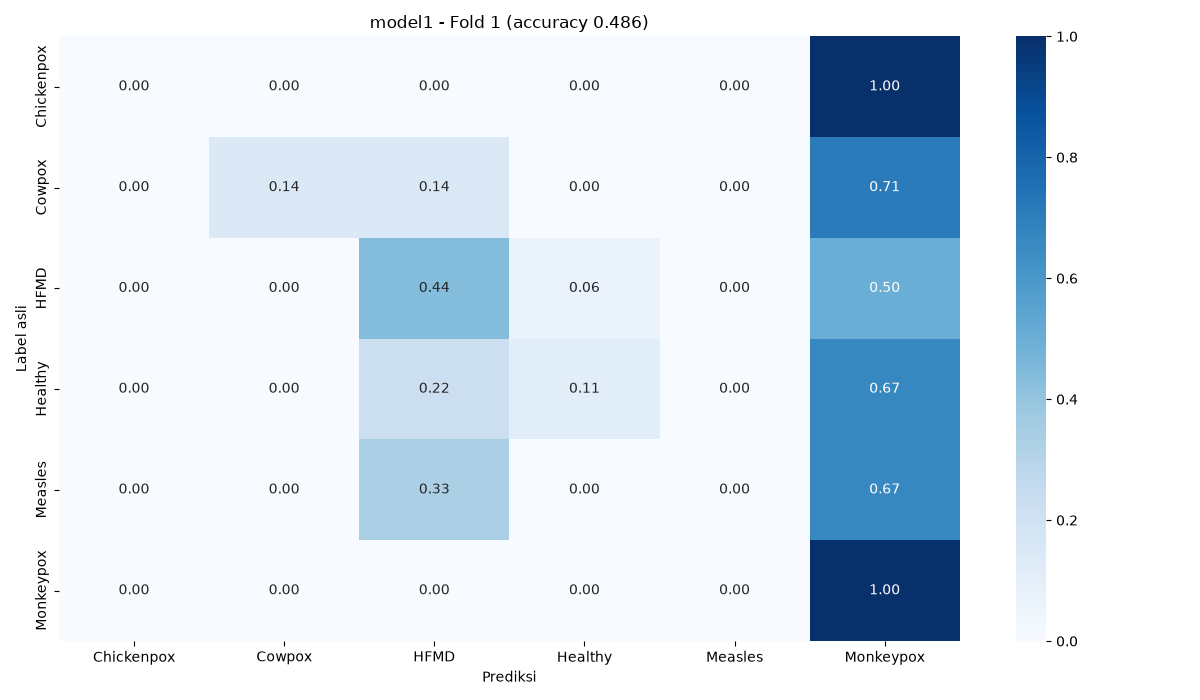 model1 - Fold 1 (accuracy 0.486)
Label asli
Chickenpox 0.00 0.00 0.00 0.00 0.00 1.00
Cowpox 0.00 0.14 0.14 0.00 0.00 0.71
HFMD 0.00 0.00 0.44 0.06 0.00 0.50
Healthy 0.00 0.00 0.22 0.11 0.00 0.67
Measles 0.00 0.00 0.33 0.00 0.00 0.67
Monkeypox 0.00 0.00 0.00 0.00 0.00 1.00
Chickenpox Cowpox HFMD Healthy Measles Monkeypox
Prediksi
1.0
0.8
0.6
0.4
0.2
0.0